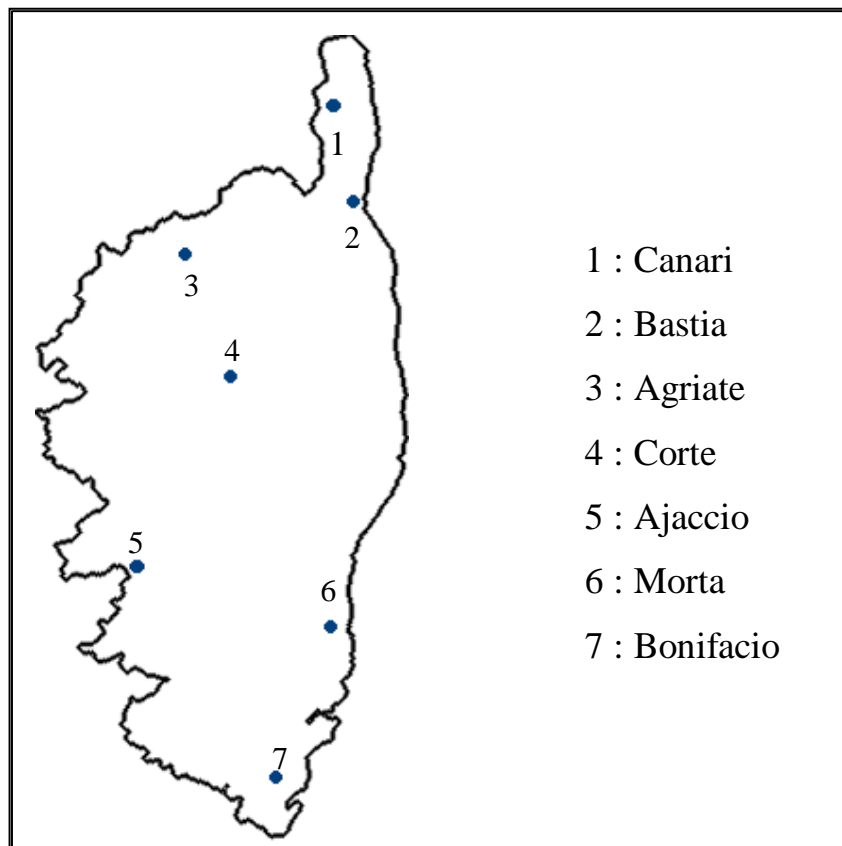 1
2
3
4
5
6
7
1 : Canari
2 : Bastia
3 : Agriate
4 : Corte
5 : Ajaccio
6 : Morta
7 : Bonifacio